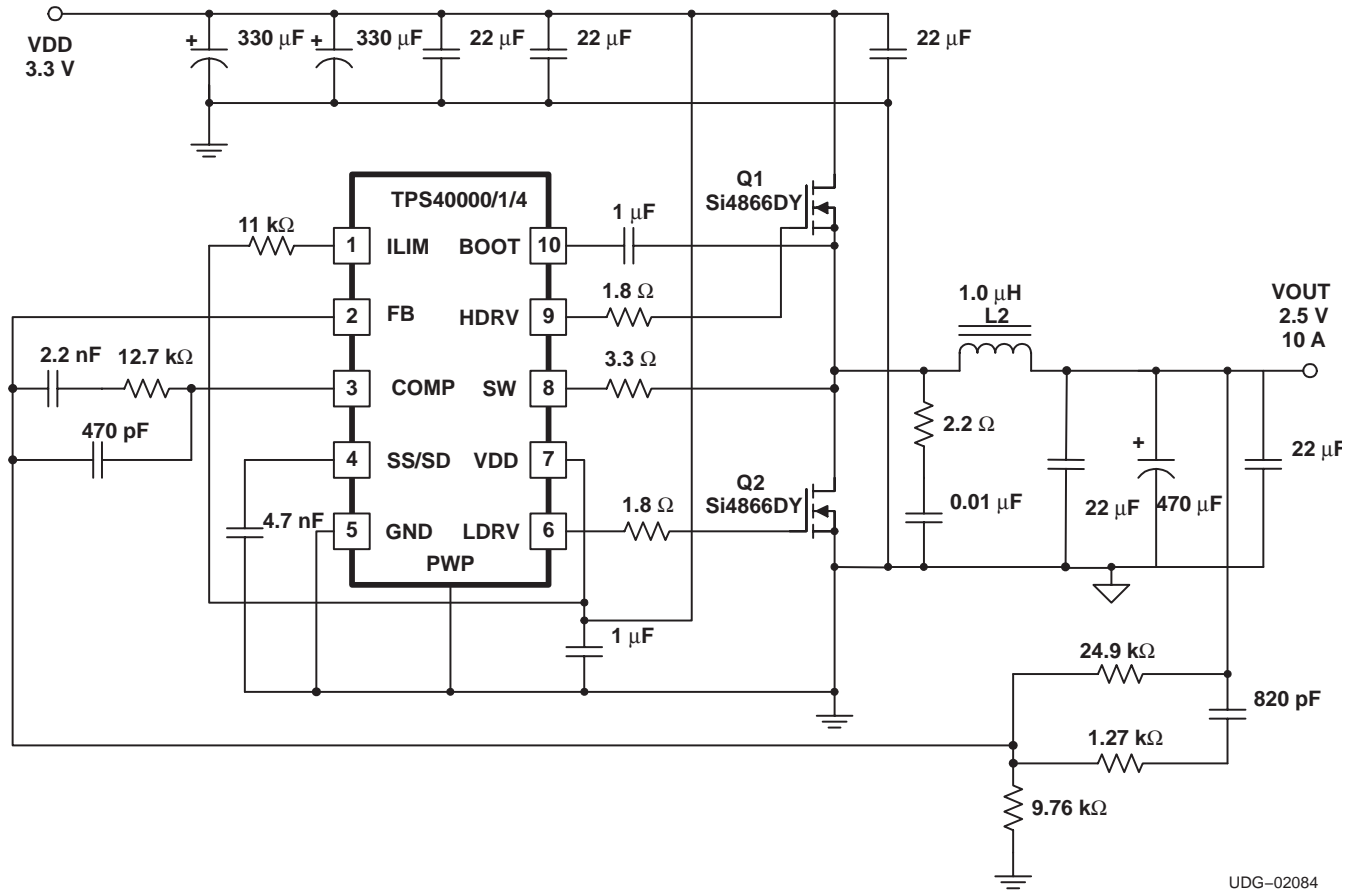 VDD
3.3 V
330 μF
330 μF
22 μF
22 μF
22 μF
+
+
TPS40000/1/4
11 kΩ
1
ILIM
BOOT
10
1 μF
Q1
Si4866DY
2
FB
HDRV
9
1.8 Ω
2.2 nF
12.7 kΩ
3
COMP
SW
8
3.3 Ω
470 pF
4
SS/SD
VDD
7
4.7 nF
5
GND
LDRV
6
1.8 Ω
Q2
Si4866DY
PWP
1 μF
1.0 μH
L2
VOUT
2.5 V
10 A
2.2 Ω
0.01 μF
22 μF
+
470 μF
22 μF
24.9 kΩ
820 pF
1.27 kΩ
9.76 kΩ
UDG–02084